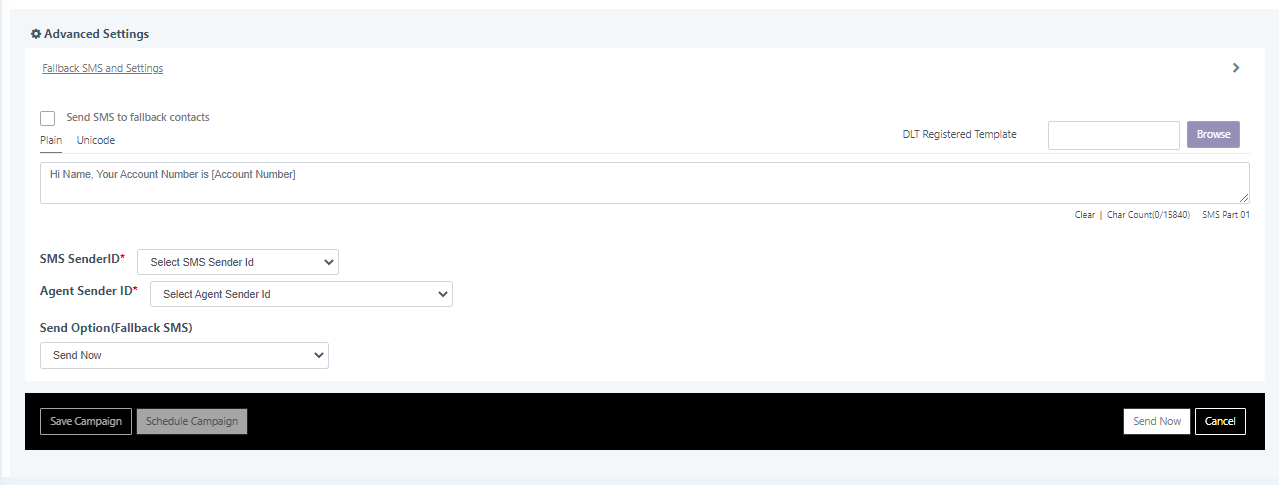 Advanced Settings
Fallback SMS and Settings
Send SMS to fallback contacts
Plain Unicode DLT Registered Template Browse
Hi Name, Your Account Number is [Account Number]
Clear | Char Count(0/15840) SMS Part 01
SMS SenderID* Select SMS Sender Id
Agent Sender ID* Select Agent Sender Id
Send Option(Fallback SMS)
Send Now
Save Campaign Schedule Campaign Send Now Cancel